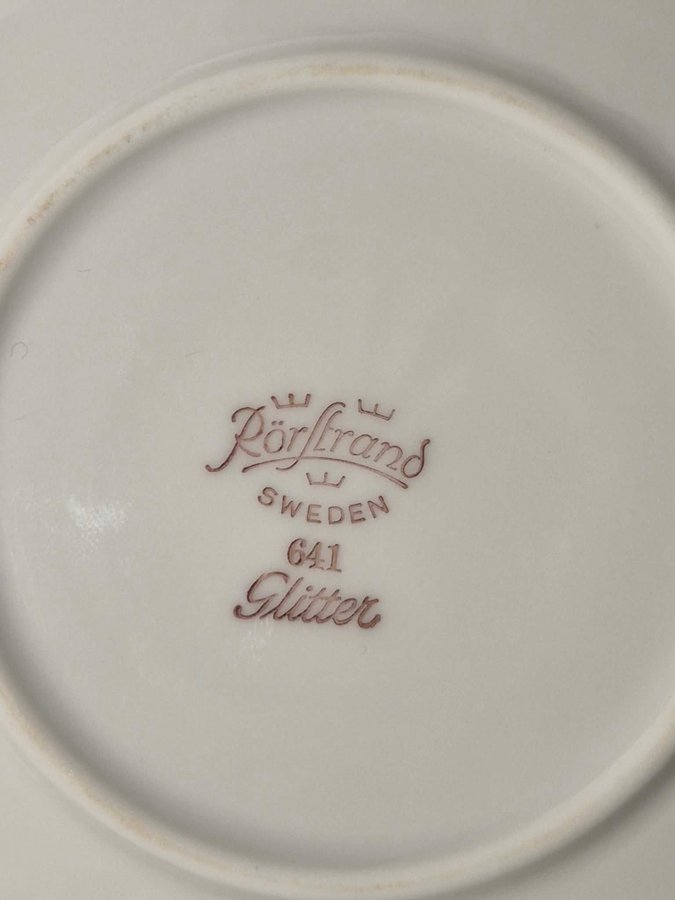 Rörstrand
SWEDEN
641
Glitter